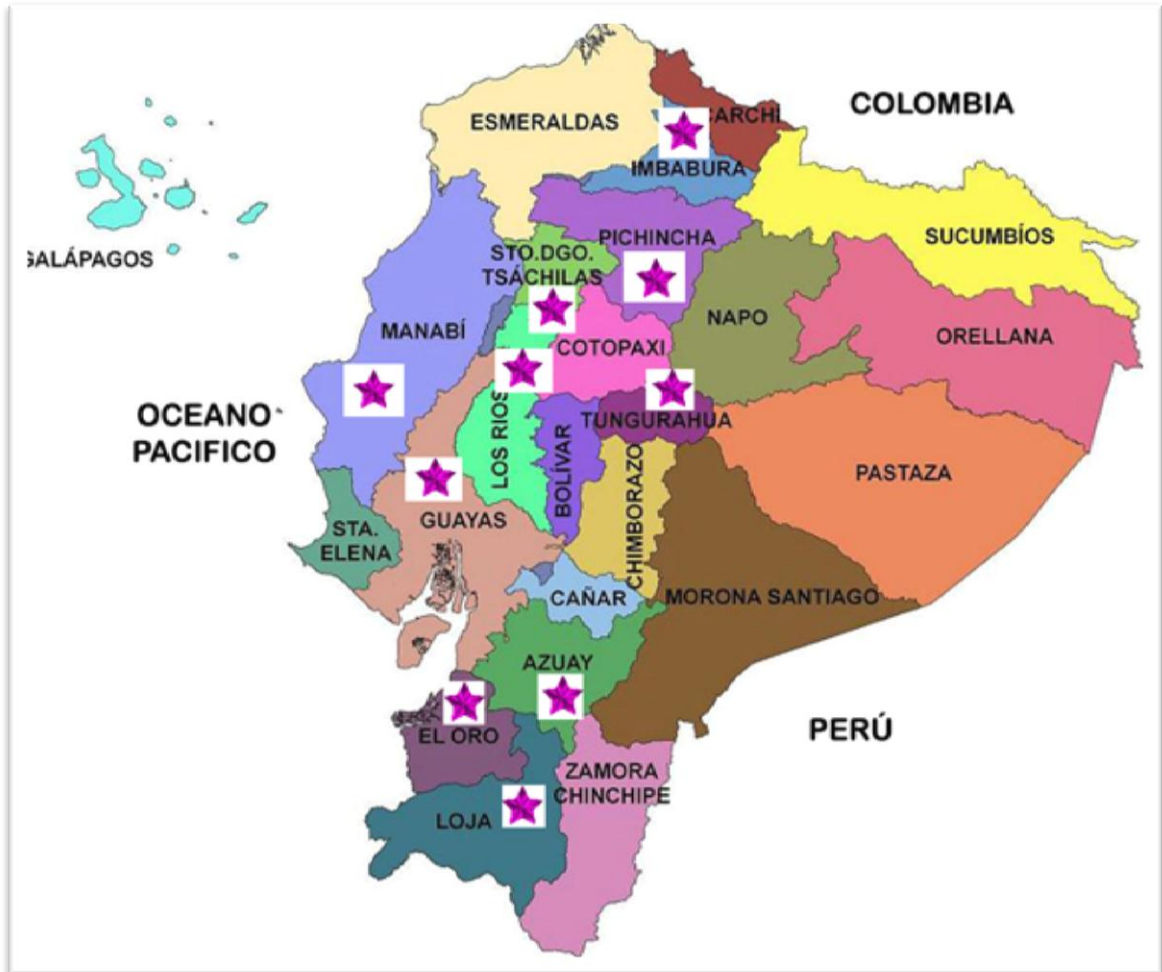 COLOMBIA
ESMERALDAS
CARCHI
IMBABURA
SUCUMBÍOS
PICHINCHA
STO.DGO.
TSÁCHILAS
GALÁPAGOS
NAPO
MANABÍ
ORELLANA
COTOPAXI
OCEANO
PACIFICO
TUNGURAHUA
LOS RIOS
BOLÍVAR
CHIMBORAZO
PASTAZA
GUAYAS
STA.
ELENA
CAÑAR
MORONA SANTIAGO
AZUAY
PERÚ
EL ORO
ZAMORA
CHINCHIPE
LOJA